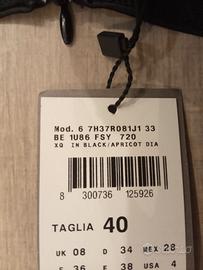 Mod. 6 7H37R081J1 33
BE 1U86 FSY 720
XQ IN BLACK/APRICOT DIA
8 300736 125926
TAGLIA 40
UK 08 D 34 MEX 28
F 36 E 38 USA 4
subito